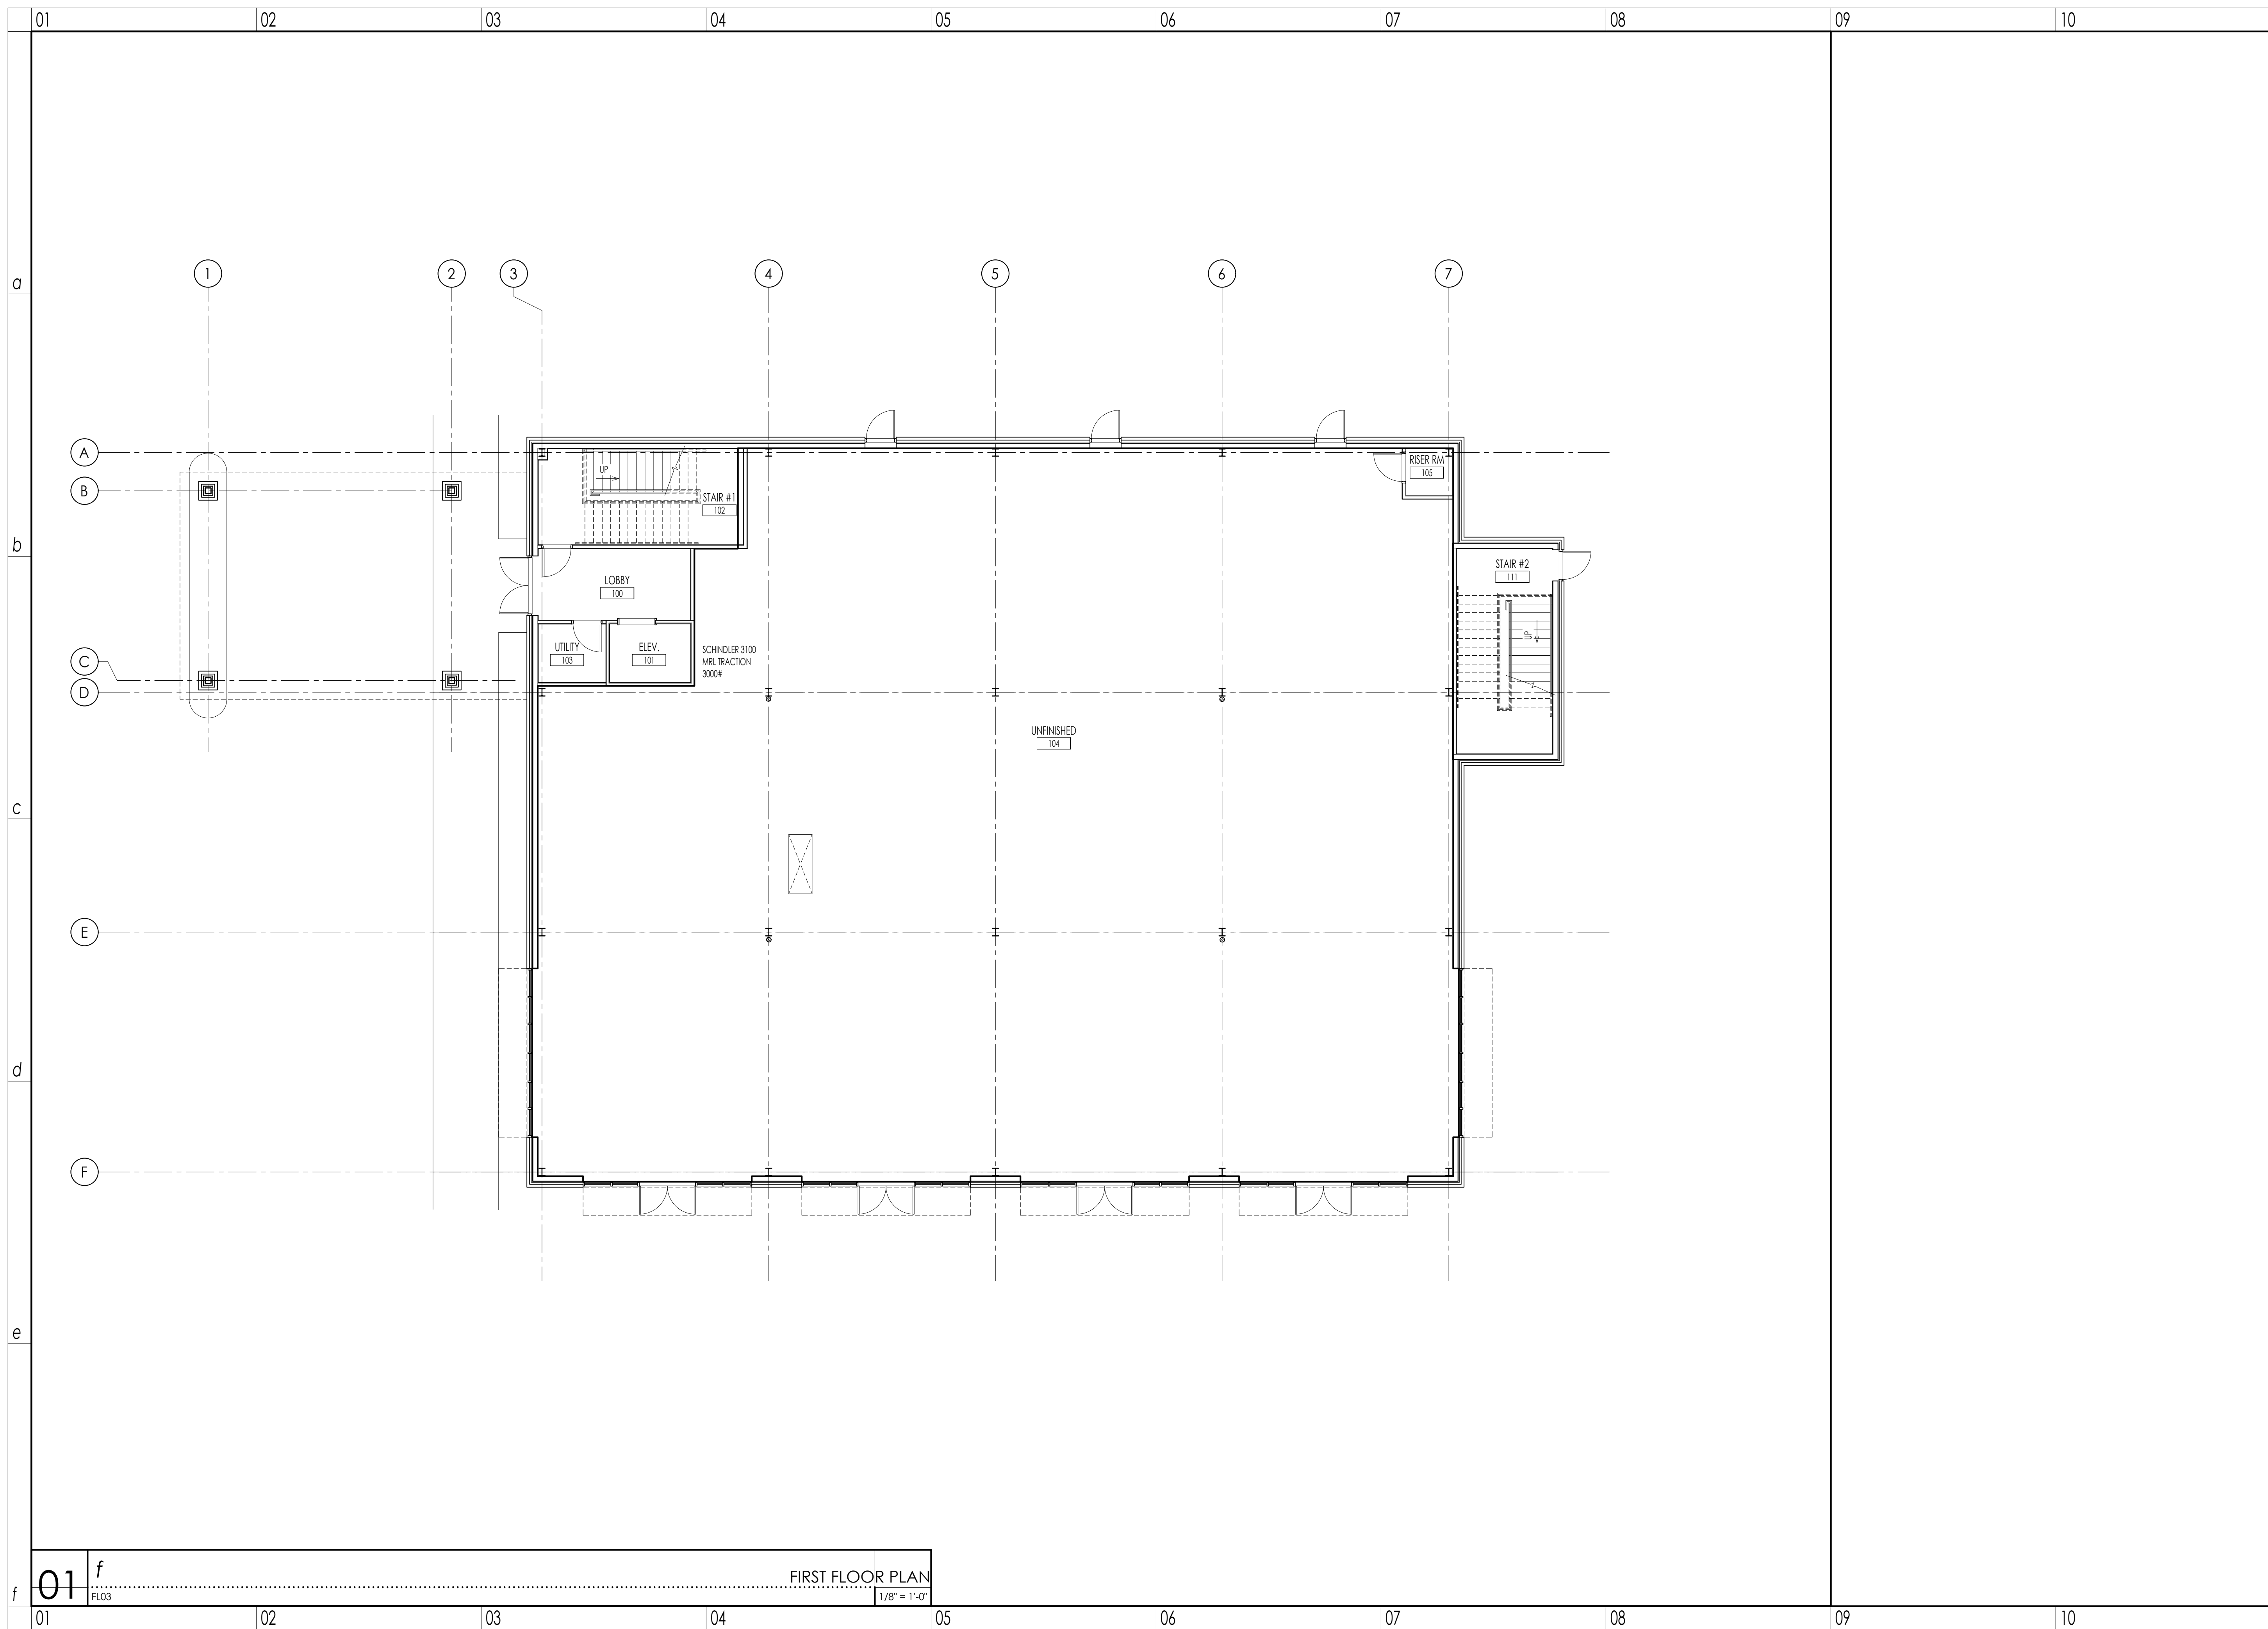 01 02 03 04 05 06 07 08 09 10
a
1 2 3 4 5 6 7
A
B
UP
STAIR #1
102
RISER RM
105
b
STAIR #2
111
LOBBY
100
UP
C
UTILITY
103
ELEV.
101
SCHINDLER 3100
MRL TRACTION
3000#
D
UNFINISHED
104
c
E
d
F
e
f
01
f
FIRST FLOOR PLAN
FL03
1/8" = 1'-0"
01 02 03 04 05 06 07 08 09 10